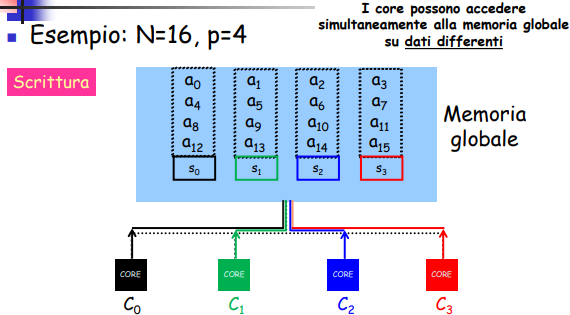 I core possono accedere
simultaneamente alla memoria globale
su dati differenti
Esempio: N=16, p=4
Scrittura
a0 a1 a2 a3
a4 a5 a6 a7
a8 a9 a10 a11
a12 a13 a14 a15
s0 s1 s2 s3
Memoria
globale
CORE CORE CORE CORE
C0 C1 C2 C3